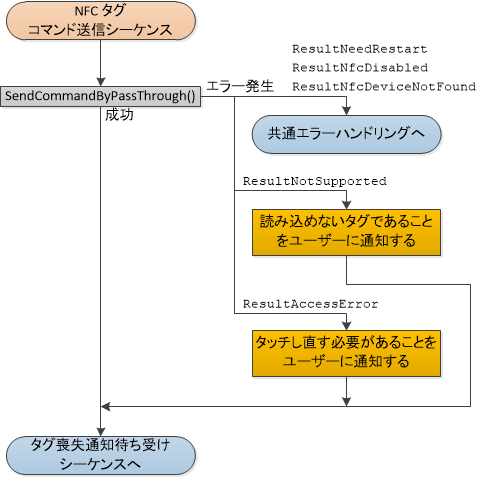 NFC タグ
コマンド送信シーケンス
SendCommandByPassThrough()
エラー発生
成功
ResultNeedRestart
ResultNfcDisabled
ResultNfcDeviceNotFound
共通エラーハンドリングへ
ResultNotSupported
読み込めないタグであること
をユーザーに通知する
ResultAccessError
タッチし直す必要があることを
ユーザーに通知する
タグ喪失通知待ち受け
シーケンスへ